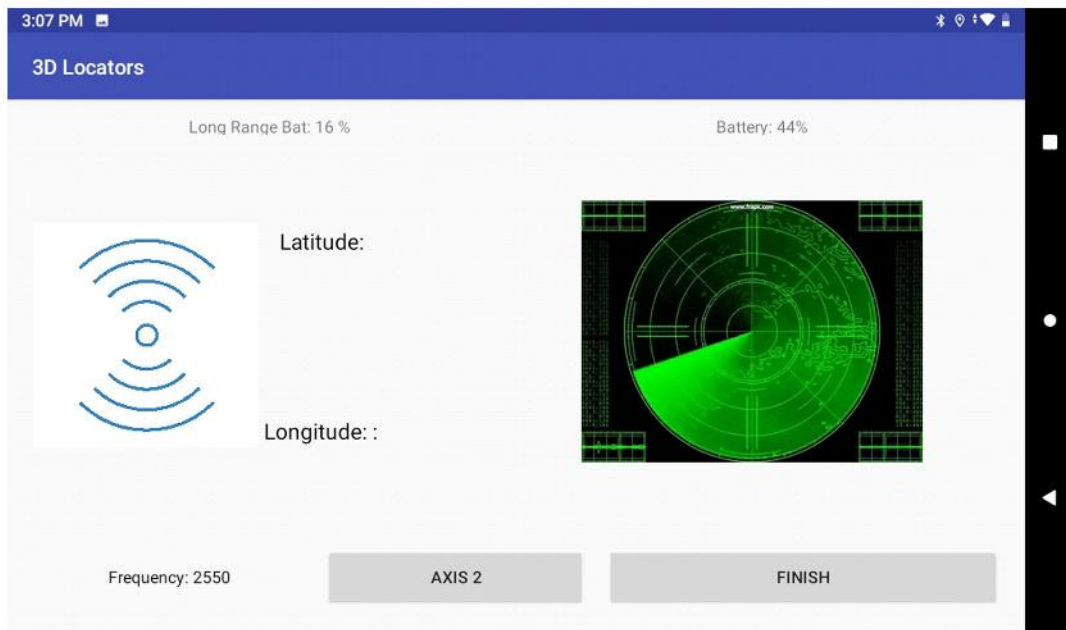 3:07 PM
3D Locators
Long Range Bat: 16 %
Battery: 44%
Latitude:
Longitude: :
Frequency: 2550
AXIS 2
FINISH